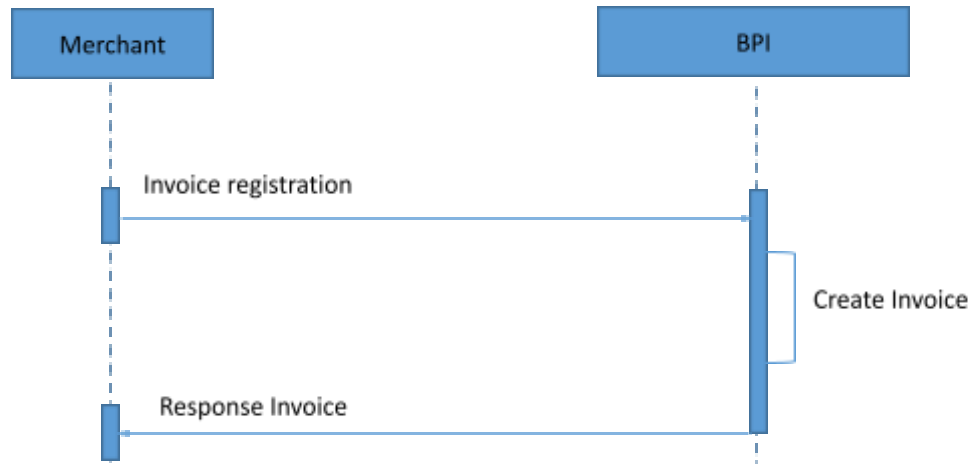 Merchant
BPI
Invoice registration
Create Invoice
Response Invoice